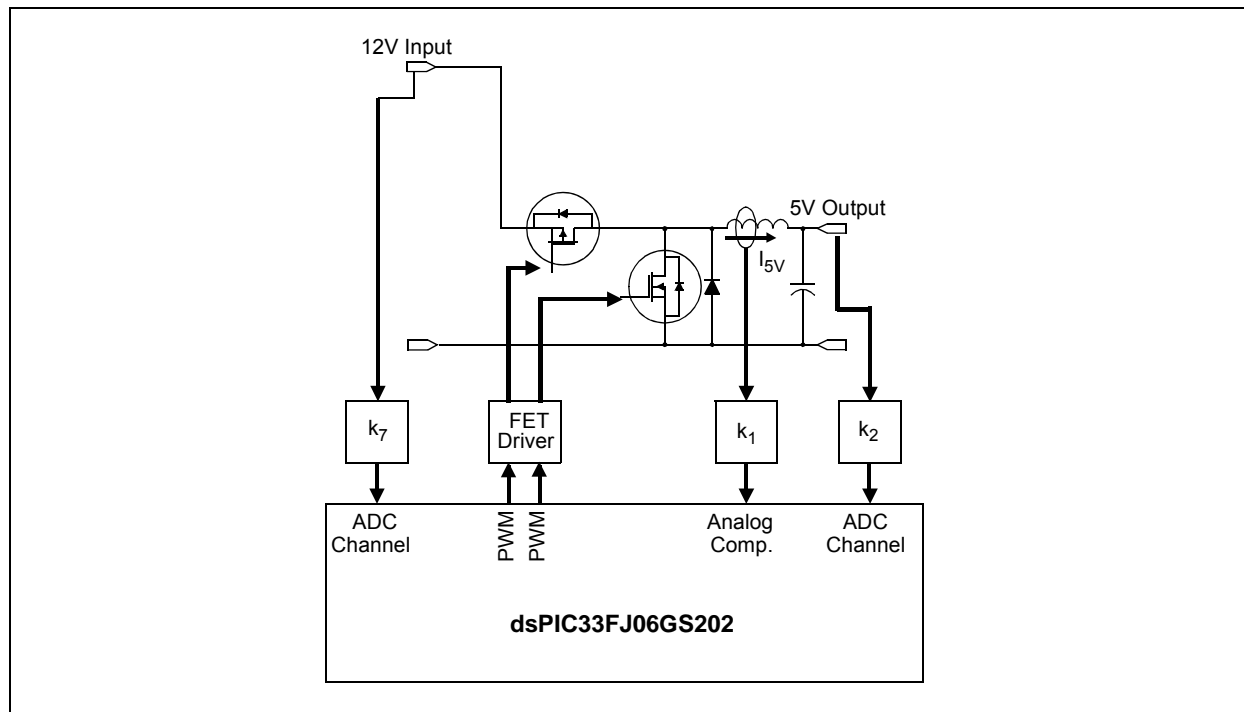 12V Input
5V Output
I5V
k7
FET
Driver
k1
k2
ADC
Channel
PWM
PWM
Analog
Comp.
ADC
Channel
dsPIC33FJ06GS202